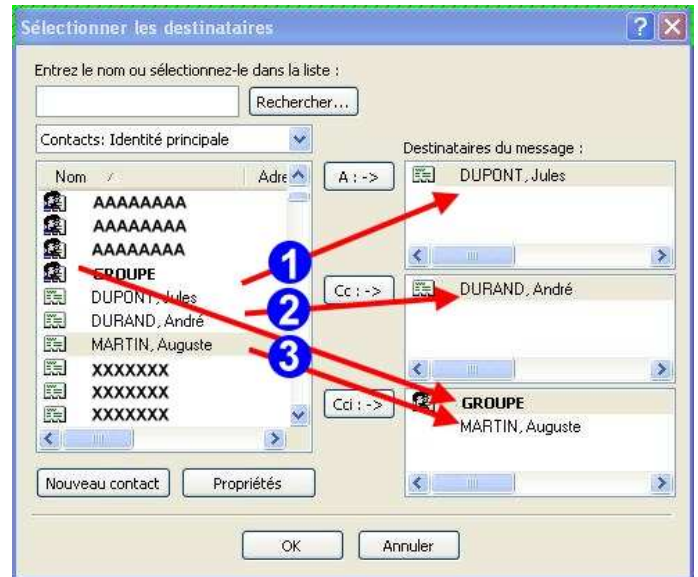 Sélectionner les destinataires
Entrez le nom ou sélectionnez-le dans la liste :
Rechercher...
Contacts: Identité principale
Nom / Adre
AAAAAAAA
AAAAAAAA
AAAAAAAA
GROUPE
DUPONT, Jules
DURAND, André
MARTIN, Auguste
XXXXXXX
XXXXXXX
XXXXXXX
1
2
3
A : ->
Cc : ->
Cci : ->
Destinataires du message :
DUPONT, Jules
DURAND, André
GROUPE
MARTIN, Auguste
Nouveau contact
Propriétés
OK
Annuler